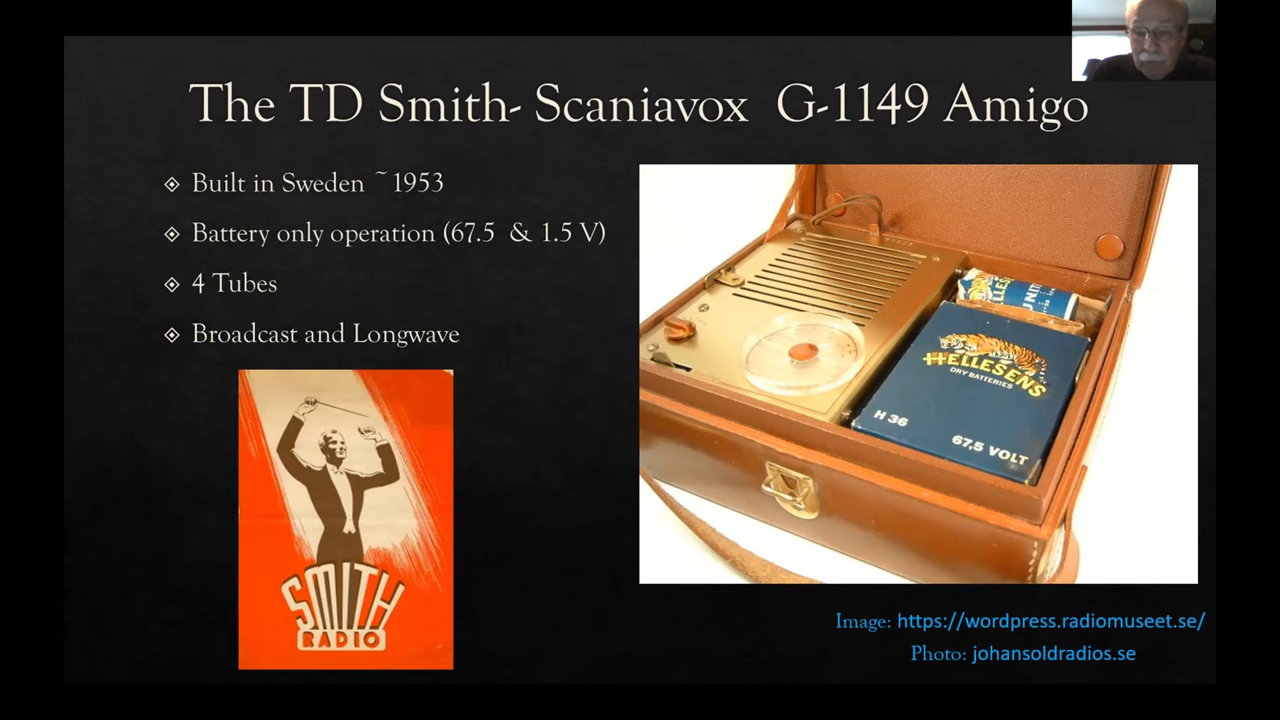 The TD Smith- Scaniavox G-1149 Amigo
Built in Sweden ~1953
Battery only operation (67.5 & 1.5 V)
4 Tubes
Broadcast and Longwave
SMITH
RADIO
HELLESENS
DRY BATTERIES
H 36
67,5 VOLT
Image: https://wordpress.radiomuseet.se/
Photo: johansoldradios.se